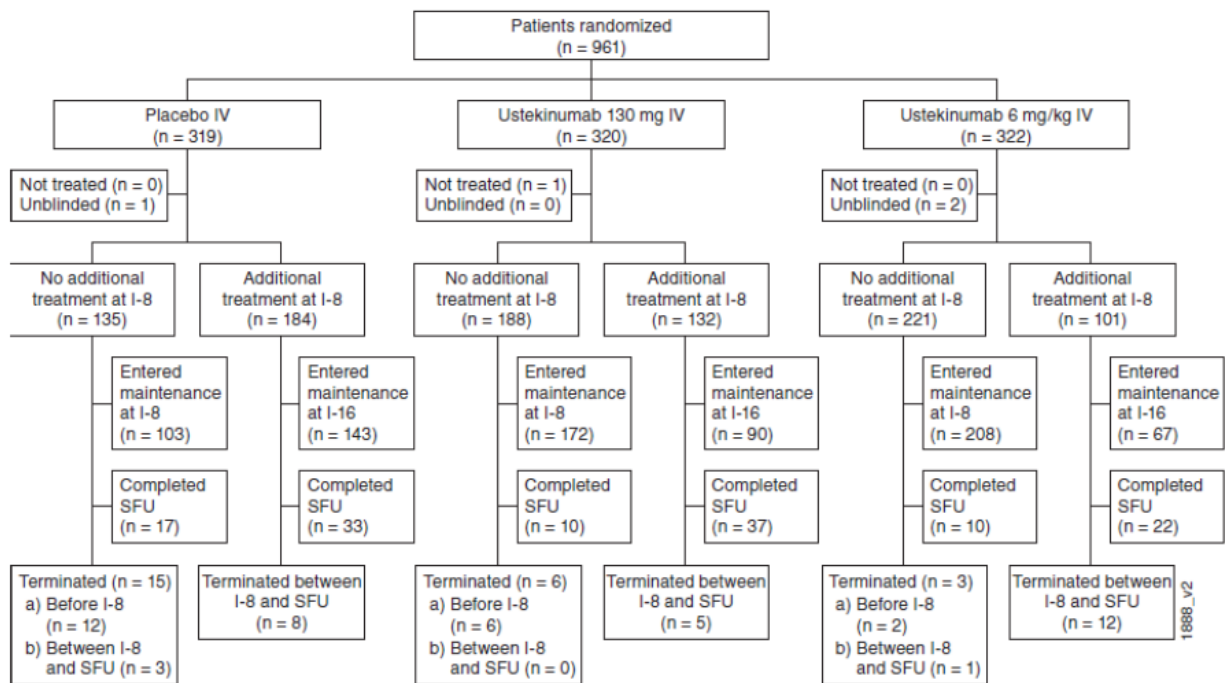 Patients randomized
(n = 961)
Placebo IV
(n = 319)
Ustekinumab 130 mg IV
(n = 320)
Ustekinumab 6 mg/kg IV
(n = 322)
Not treated (n = 0)
Unblinded (n = 1)
Not treated (n = 1)
Unblinded (n = 0)
Not treated (n = 0)
Unblinded (n = 2)
No additional
treatment at I-8
(n = 135)
Additional
treatment at I-8
(n = 184)
No additional
treatment at I-8
(n = 188)
Additional
treatment at I-8
(n = 132)
No additional
treatment at I-8
(n = 221)
Additional
treatment at I-8
(n = 101)
Entered
maintenance
at I-8
(n = 103)
Entered
maintenance
at I-16
(n = 143)
Entered
maintenance
at I-8
(n = 172)
Entered
maintenance
at I-16
(n = 90)
Entered
maintenance
at I-8
(n = 208)
Entered
maintenance
at I-16
(n = 67)
Completed
SFU
(n = 17)
Completed
SFU
(n = 33)
Completed
SFU
(n = 10)
Completed
SFU
(n = 37)
Completed
SFU
(n = 10)
Completed
SFU
(n = 22)
Terminated (n = 15)
a) Before I-8
(n = 12)
b) Between I-8
and SFU (n = 3)
Terminated between
I-8 and SFU
(n = 8)
Terminated (n = 6)
a) Before I-8
(n = 6)
b) Between I-8
and SFU (n = 0)
Terminated between
I-8 and SFU
(n = 5)
Terminated (n = 3)
a) Before I-8
(n = 2)
b) Between I-8
and SFU (n = 1)
Terminated between
I-8 and SFU
(n = 12)
1888_v2